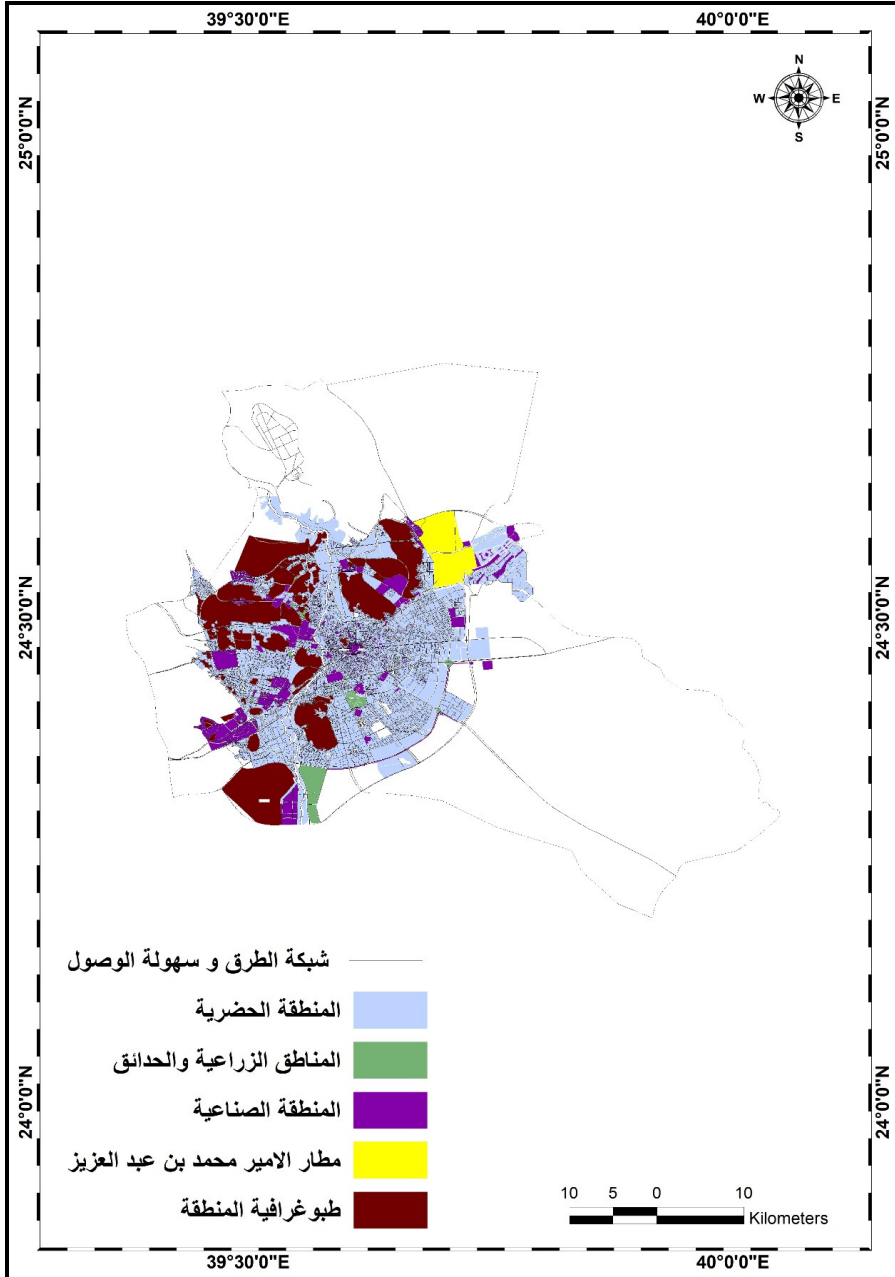 39°30'0"E
40°0'0"E
N
W
E
S
25°0'0"N
25°0'0"N
24°30'0"N
24°30'0"N
شبكة الطرق و سهولة الوصول
المنطقة الحضرية
المناطق الزراعية والحدائق
المنطقة الصناعية
مطار الامير محمد بن عبد العزيز
طبوغرافية المنطقة
24°0'0"N
24°0'0"N
10 5 0 10
Kilometers
39°30'0"E
40°0'0"E